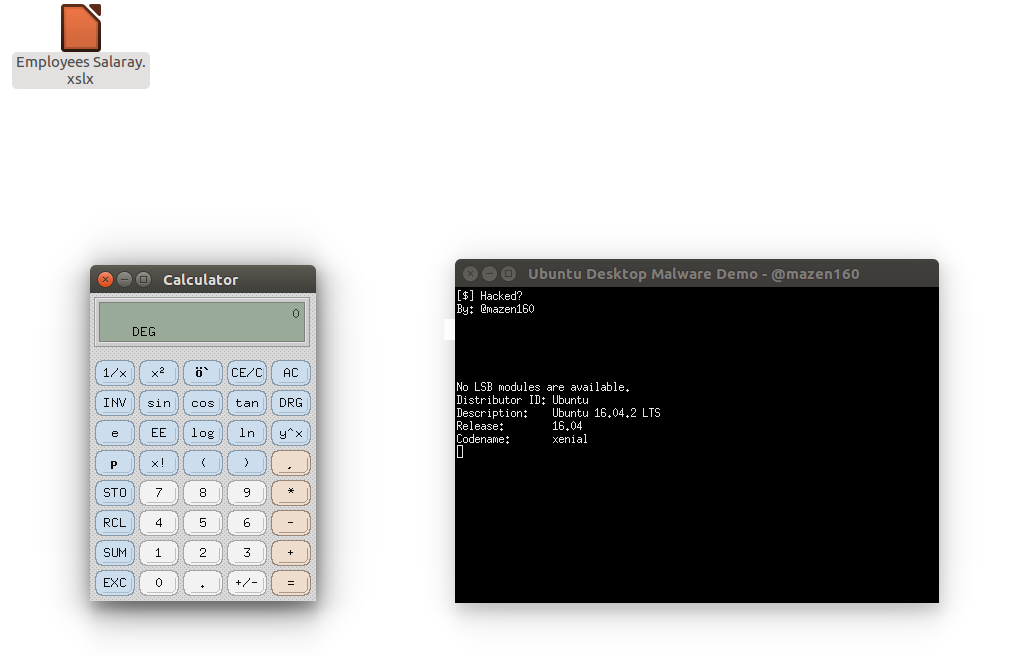 Employees Salaray.
xslx
Calculator
0
DEG
1/x x² ö` CE/C AC
INV sin cos tan DRG
e EE log ln y^x
p x! ( ) ,
STO 7 8 9 *
RCL 4 5 6 -
SUM 1 2 3 +
EXC 0 . +/- =
Ubuntu Desktop Malware Demo - @mazen160
[$] Hacked?
By: @mazen160
No LSB modules are available.
Distributor ID: Ubuntu
Description: Ubuntu 16.04.2 LTS
Release: 16.04
Codename: xenial